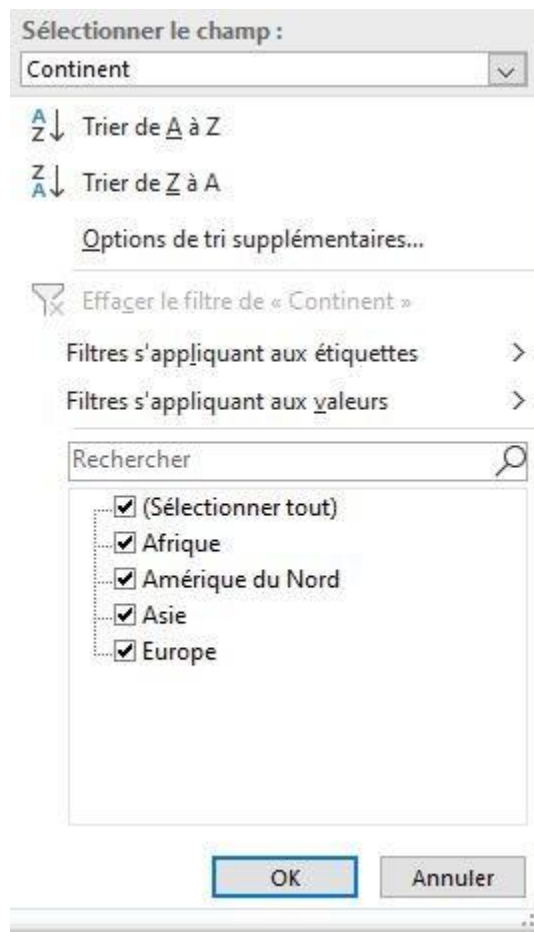 Sélectionner le champ :
Continent
Trier de A à Z
Trier de Z à A
Options de tri supplémentaires...
Effacer le filtre de « Continent »
Filtres s'appliquant aux étiquettes
Filtres s'appliquant aux valeurs
Rechercher
(Sélectionner tout)
Afrique
Amérique du Nord
Asie
Europe
OK Annuler